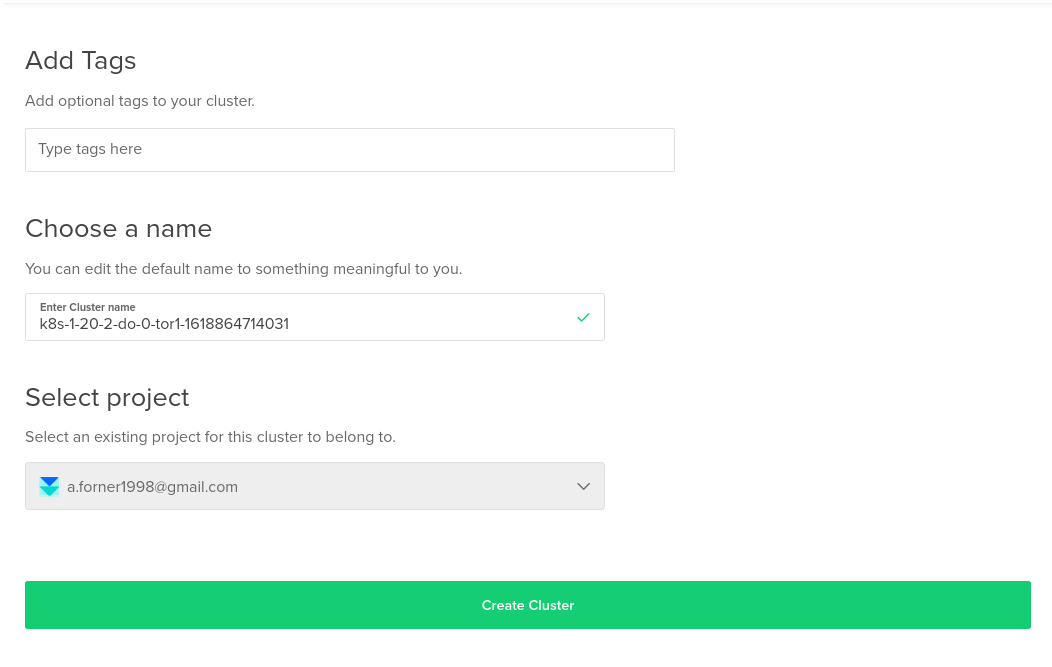 Add Tags
Add optional tags to your cluster.
Type tags here
Choose a name
You can edit the default name to something meaningful to you.
Enter Cluster name
k8s-1-20-2-do-0-tor1-1618864714031
Select project
Select an existing project for this cluster to belong to.
a.forner1998@gmail.com
Create Cluster